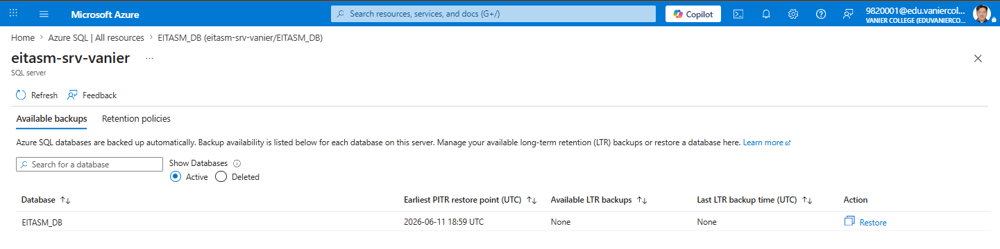 Microsoft Azure
Search resources, services, and docs (G+/)
Copilot
9820001@edu.vaniercol...
VANIER COLLEGE (EDUVANIERCO...
Home > Azure SQL | All resources > EITASM_DB (eitasm-srv-vanier/EITASM_DB)
eitasm-srv-vanier ...
SQL server
Refresh Feedback
Available backups Retention policies
Azure SQL databases are backed up automatically. Backup availability is listed below for each database on this server. Manage your available long-term retention (LTR) backups or restore a database here. Learn more
Search for a database
Show Databases
Active Deleted
Database Earliest PITR restore point (UTC) Available LTR backups Last LTR backup time (UTC) Action
EITASM_DB 2026-06-11 18:59 UTC None None Restore